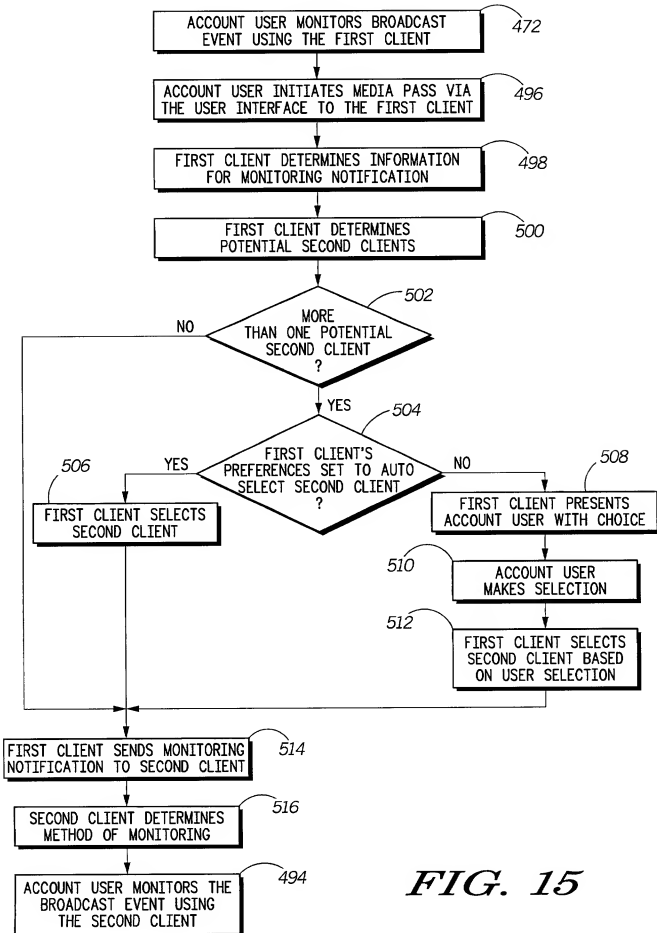 ACCOUNT USER MONITORS BROADCAST
EVENT USING THE FIRST CLIENT
472
ACCOUNT USER INITIATES MEDIA PASS VIA
THE USER INTERFACE TO THE FIRST CLIENT
496
FIRST CLIENT DETERMINES INFORMATION
FOR MONITORING NOTIFICATION
498
FIRST CLIENT DETERMINES
POTENTIAL SECOND CLIENTS
500
502
MORE
THAN ONE POTENTIAL
SECOND CLIENT
?
NO
YES
504
FIRST CLIENT'S
PREFERENCES SET TO AUTO
SELECT SECOND CLIENT
?
YES
NO
506
FIRST CLIENT SELECTS
SECOND CLIENT
508
FIRST CLIENT PRESENTS
ACCOUNT USER WITH CHOICE
510
ACCOUNT USER
MAKES SELECTION
512
FIRST CLIENT SELECTS
SECOND CLIENT BASED
ON USER SELECTION
FIRST CLIENT SENDS MONITORING
NOTIFICATION TO SECOND CLIENT
514
SECOND CLIENT DETERMINES
METHOD OF MONITORING
516
ACCOUNT USER MONITORS THE
BROADCAST EVENT USING
THE SECOND CLIENT
494
FIG. 15